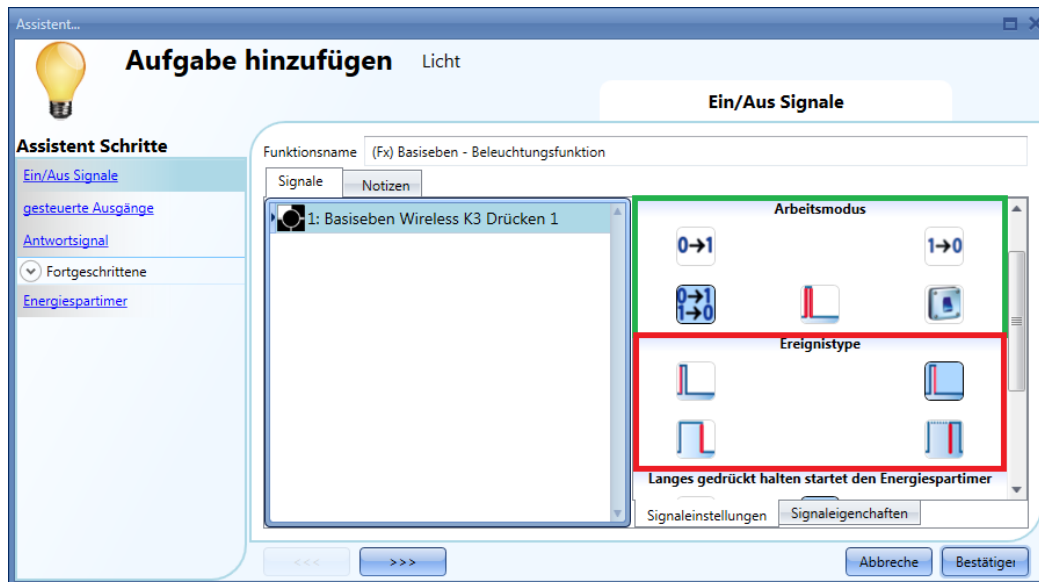 Assistent...
Aufgabe hinzufügen Licht
Ein/Aus Signale
Assistent Schritte
Ein/Aus Signale
gesteuerte Ausgänge
Antwortsignal
Fortgeschrittene
Energiespartimer
Funktionsname (Fx) Basiseben - Beleuchtungsfunktion
Signale Notizen
1: Basiseben Wireless K3 Drücken 1
Arbeitsmodus
0→1 1→0
0→1
1→0
Ereignistype
Langes gedrückt halten startet den Energiespartimer
Signaleinstellungen Signaleigenchaften
<<< >>> Abbreche Bestätiger